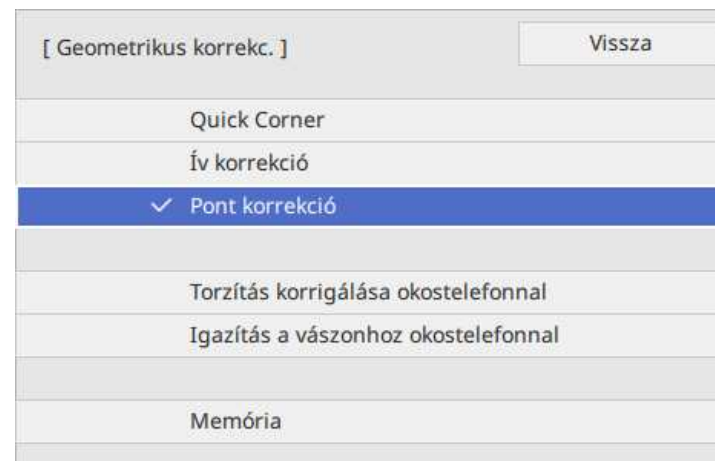 [ Geometrikus korrekc. ]
Vissza
Quick Corner
Ív korrekció
Pont korrekció
Torzítás korrigálása okostelefonnal
Igazítás a vászonhoz okostelefonnal
Memória